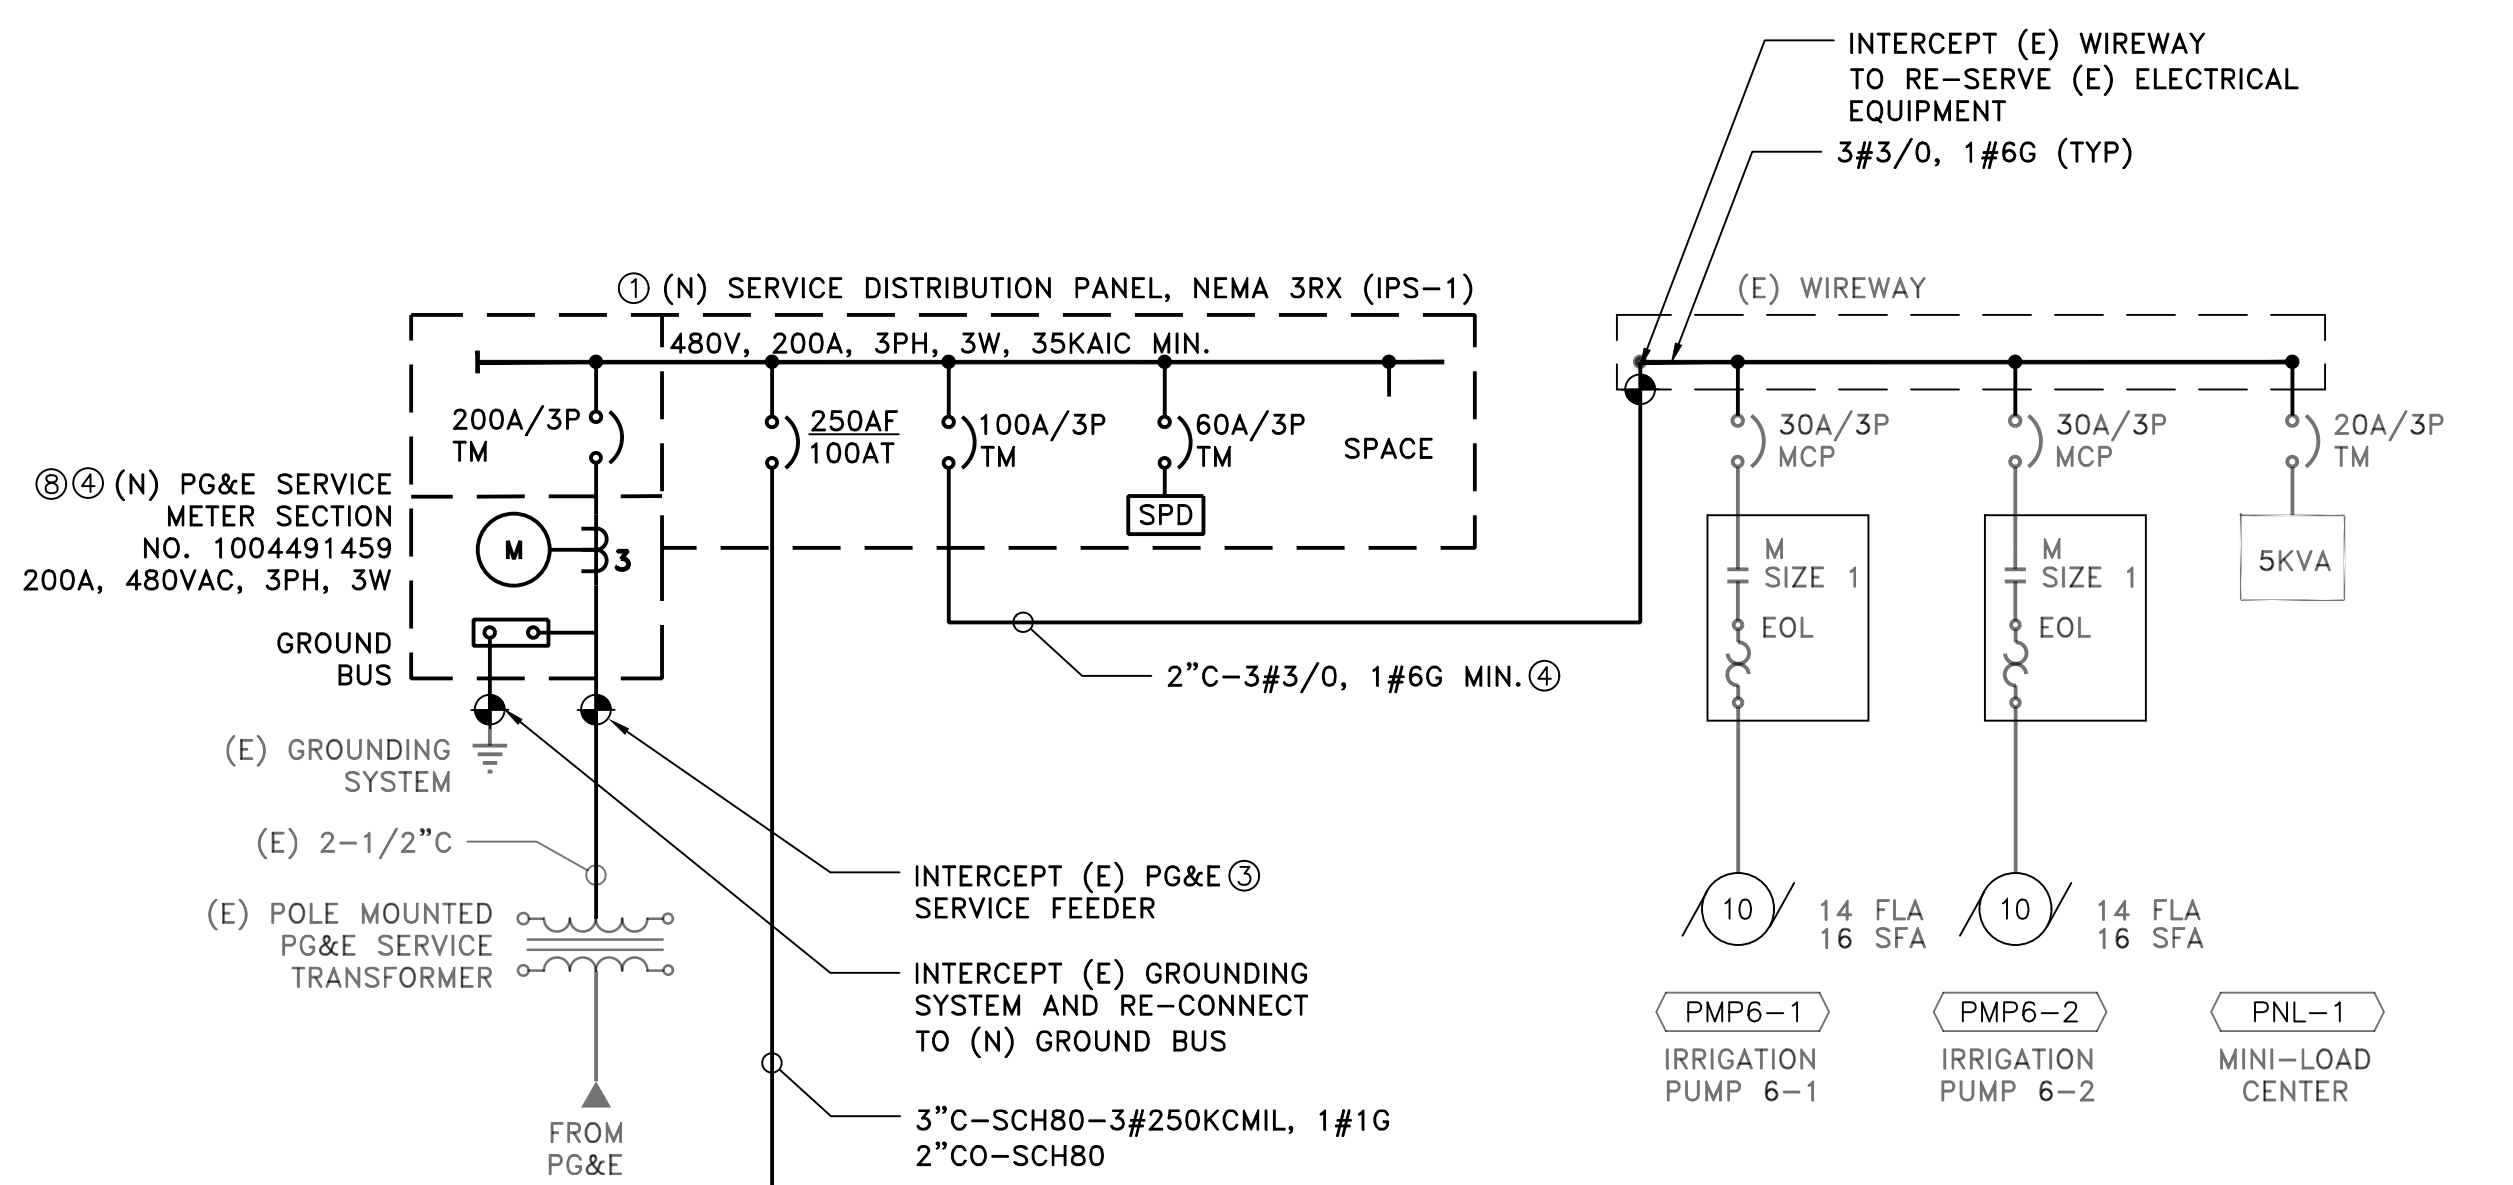 INTERCEPT (E) WIREWAY
TO RE-SERVE (E) ELECTRICAL
EQUIPMENT
3#3/0, 1#6G (TYP)
① (N) SERVICE DISTRIBUTION PANEL, NEMA 3RX (IPS-1)
480V, 200A, 3PH, 3W, 35KAIC MIN.
(E) WIREWAY
200A/3P
TM
250AF
100AT
100A/3P
TM
60A/3P
TM
SPACE
SPD
30A/3P
MCP
30A/3P
MCP
20A/3P
TM
⑧④ (N) PG&E SERVICE
METER SECTION
NO. 1004491459
200A, 480VAC, 3PH, 3W
M
3
GROUND
BUS
M
SIZE 1
EOL
M
SIZE 1
EOL
5KVA
2"C-3#3/0, 1#6G MIN. ④
(E) GROUNDING
SYSTEM
(E) 2-1/2"C
(E) POLE MOUNTED
PG&E SERVICE
TRANSFORMER
FROM
PG&E
INTERCEPT (E) PG&E ③
SERVICE FEEDER
INTERCEPT (E) GROUNDING
SYSTEM AND RE-CONNECT
TO (N) GROUND BUS
3"C-SCH80-3#250KCMIL, 1#1G
2"CO-SCH80
10
14 FLA
16 SFA
10
14 FLA
16 SFA
PMP6-1
IRRIGATION
PUMP 6-1
PMP6-2
IRRIGATION
PUMP 6-2
PNL-1
MINI-LOAD
CENTER